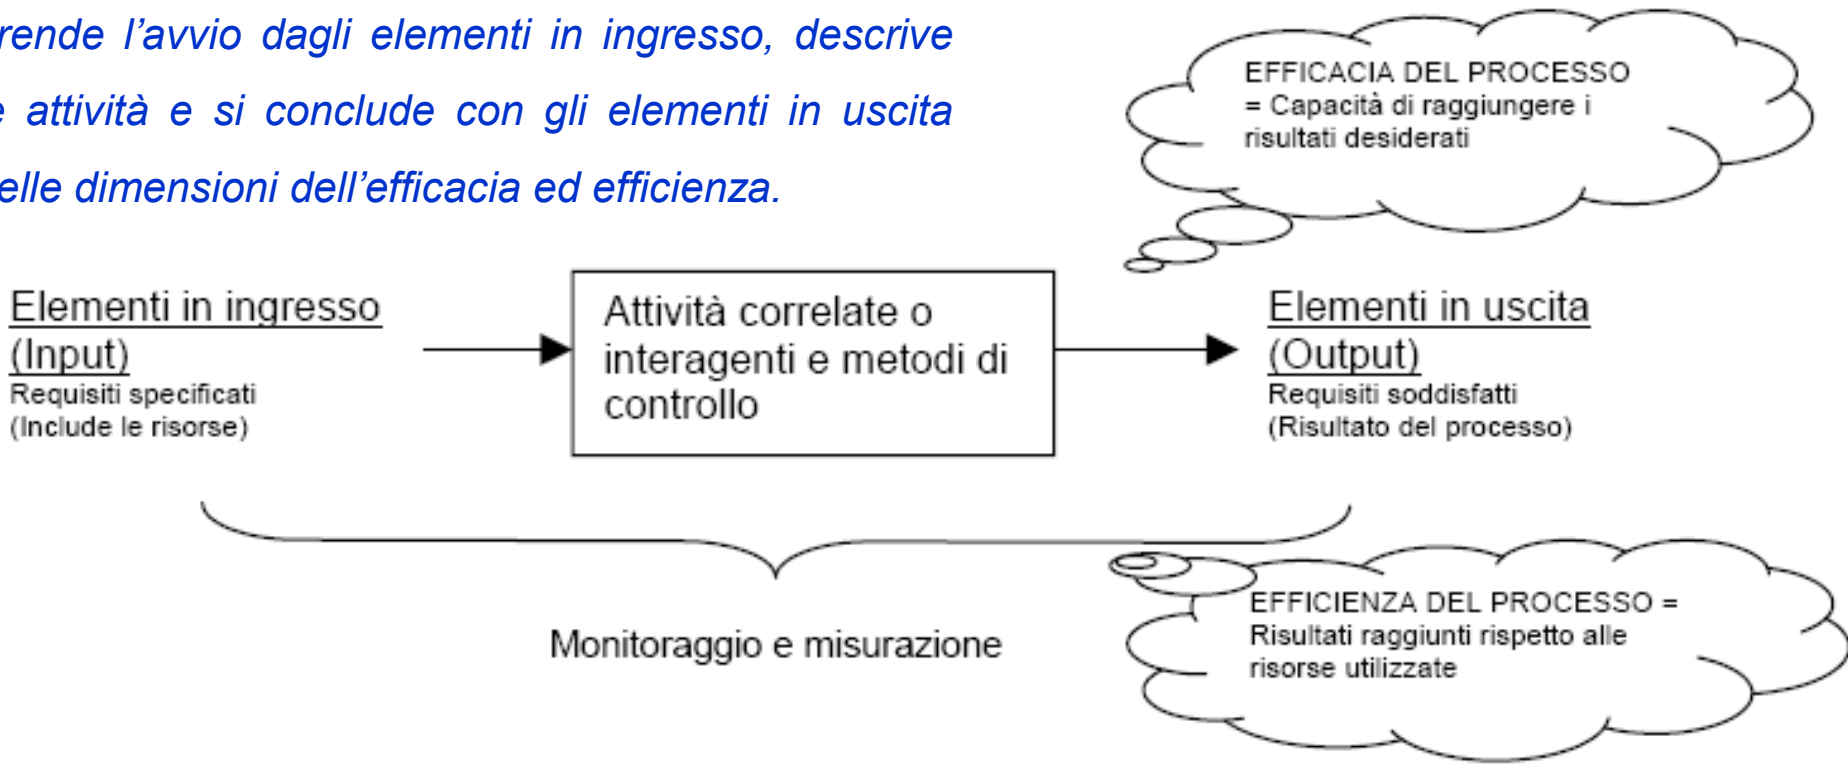 rende l'avvio dagli elementi in ingresso, descrive
e attività e si conclude con gli elementi in uscita
elle dimensioni dell'efficacia ed efficienza.
EFFICACIA DEL PROCESSO
= Capacità di raggiungere i
risultati desiderati
Elementi in ingresso
(Input)
Requisiti specificati
(Include le risorse)
Attività correlate o
interagenti e metodi di
controllo
Elementi in uscita
(Output)
Requisiti soddisfatti
(Risultato del processo)
Monitoraggio e misurazione
EFFICIENZA DEL PROCESSO =
Risultati raggiunti rispetto alle
risorse utilizzate